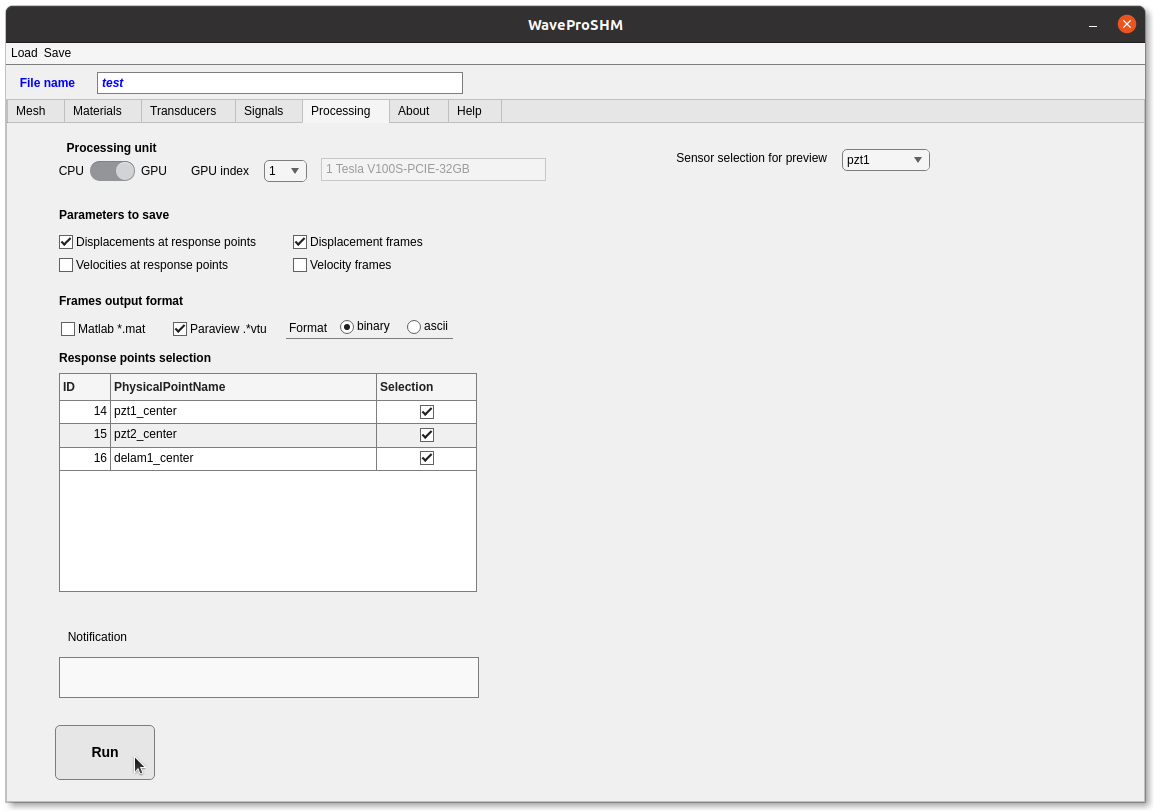 WaveProSHM
Load Save
File name test
Mesh Materials Transducers Signals Processing About Help
Processing unit
CPU GPU GPU index 1 1 Tesla V100S-PCIE-32GB
Sensor selection for preview pzt1
Parameters to save
Displacements at response points Displacement frames
Velocities at response points Velocity frames
Frames output format
Matlab *.mat Paraview .*vtu Format binary ascii
Response points selection
ID PhysicalPointName Selection
14 pzt1_center
15 pzt2_center
16 delam1_center
Notification
Run